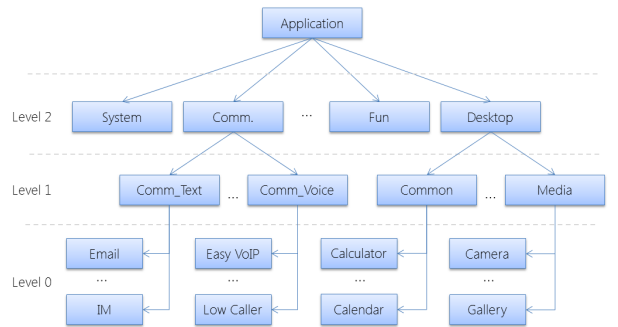 Application
Level 2
System
Comm.
...
Fun
Desktop
Level 1
Comm_Text
...
Comm_Voice
Common
...
Media
Level 0
Email
Easy VoIP
Calculator
Camera
...
...
...
...
IM
Low Caller
Calendar
Gallery